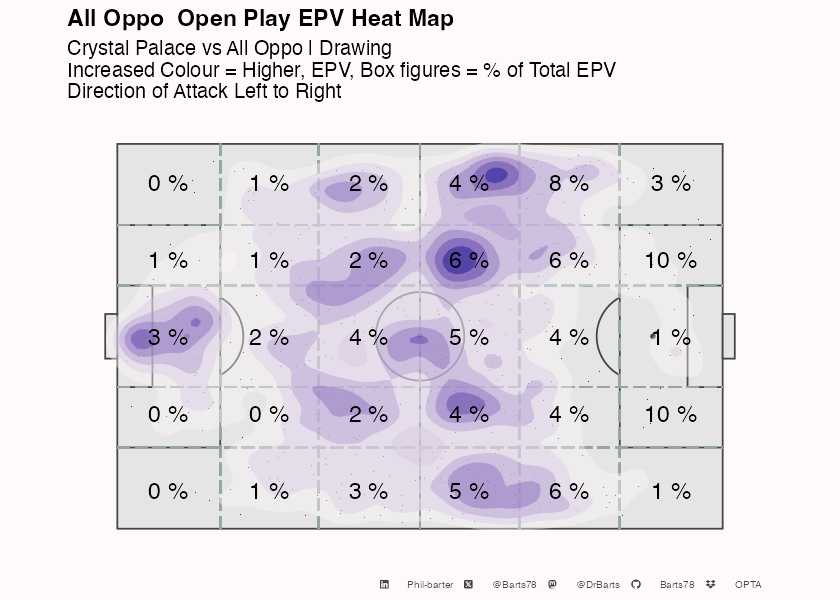 All Oppo  Open Play EPV Heat Map
Crystal Palace vs All Oppo | Drawing
Increased Colour = Higher, EPV, Box figures = % of Total EPV
Direction of Attack Left to Right
0 % 1 % 2 % 4 % 8 % 3 %
1 % 1 % 2 % 6 % 6 % 10 %
3 % 2 % 4 % 5 % 4 % 1 %
0 % 0 % 2 % 4 % 4 % 10 %
0 % 1 % 3 % 5 % 6 % 1 %
Phil-barter @Barts78 @DrBarts Barts78 OPTA